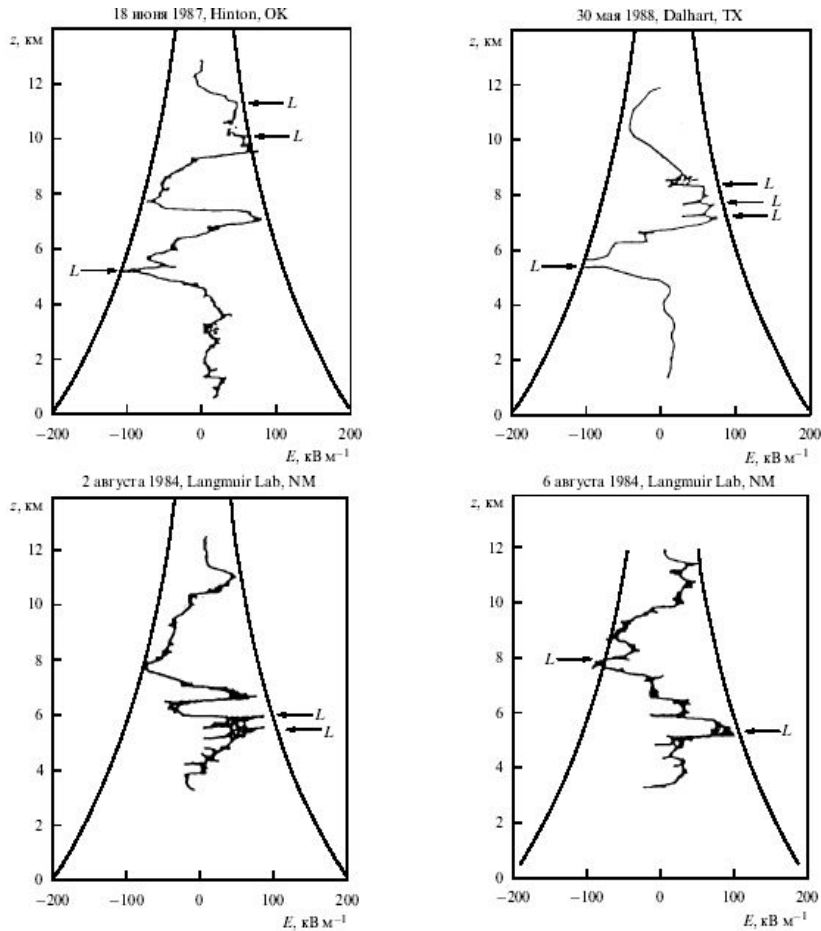 18 июня 1987, Hinton, OK
z, км
12
10
8
6
4
2
0
L
L
L
−200
−100
0
100
200
E, кВ м−1
30 мая 1988, Dalhart, TX
z, км
12
10
8
6
4
2
0
L
L
L
L
−200
−100
0
100
200
E, кВ м−1
2 августа 1984, Langmuir Lab, NM
z, км
12
10
8
6
4
2
0
L
L
−200
−100
0
100
200
E, кВ м−1
6 августа 1984, Langmuir Lab, NM
z, км
12
10
8
6
4
2
0
L
L
−200
−100
0
100
200
E, кВ м−1